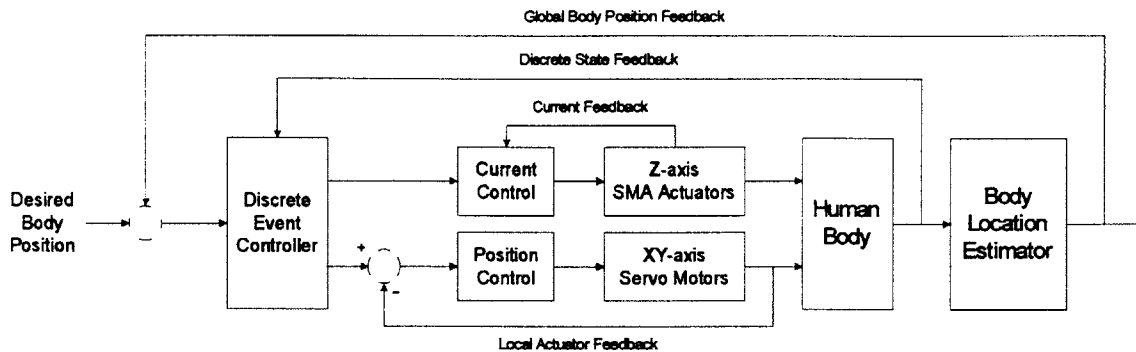 Global Body Position Feedback
Discrete State Feedback
Current Feedback
Desired
Body
Position
Discrete
Event
Controller
Current
Control
Z-axis
SMA Actuators
Human
Body
Body
Location
Estimator
+
-
Position
Control
XY-axis
Servo Motors
Local Actuator Feedback